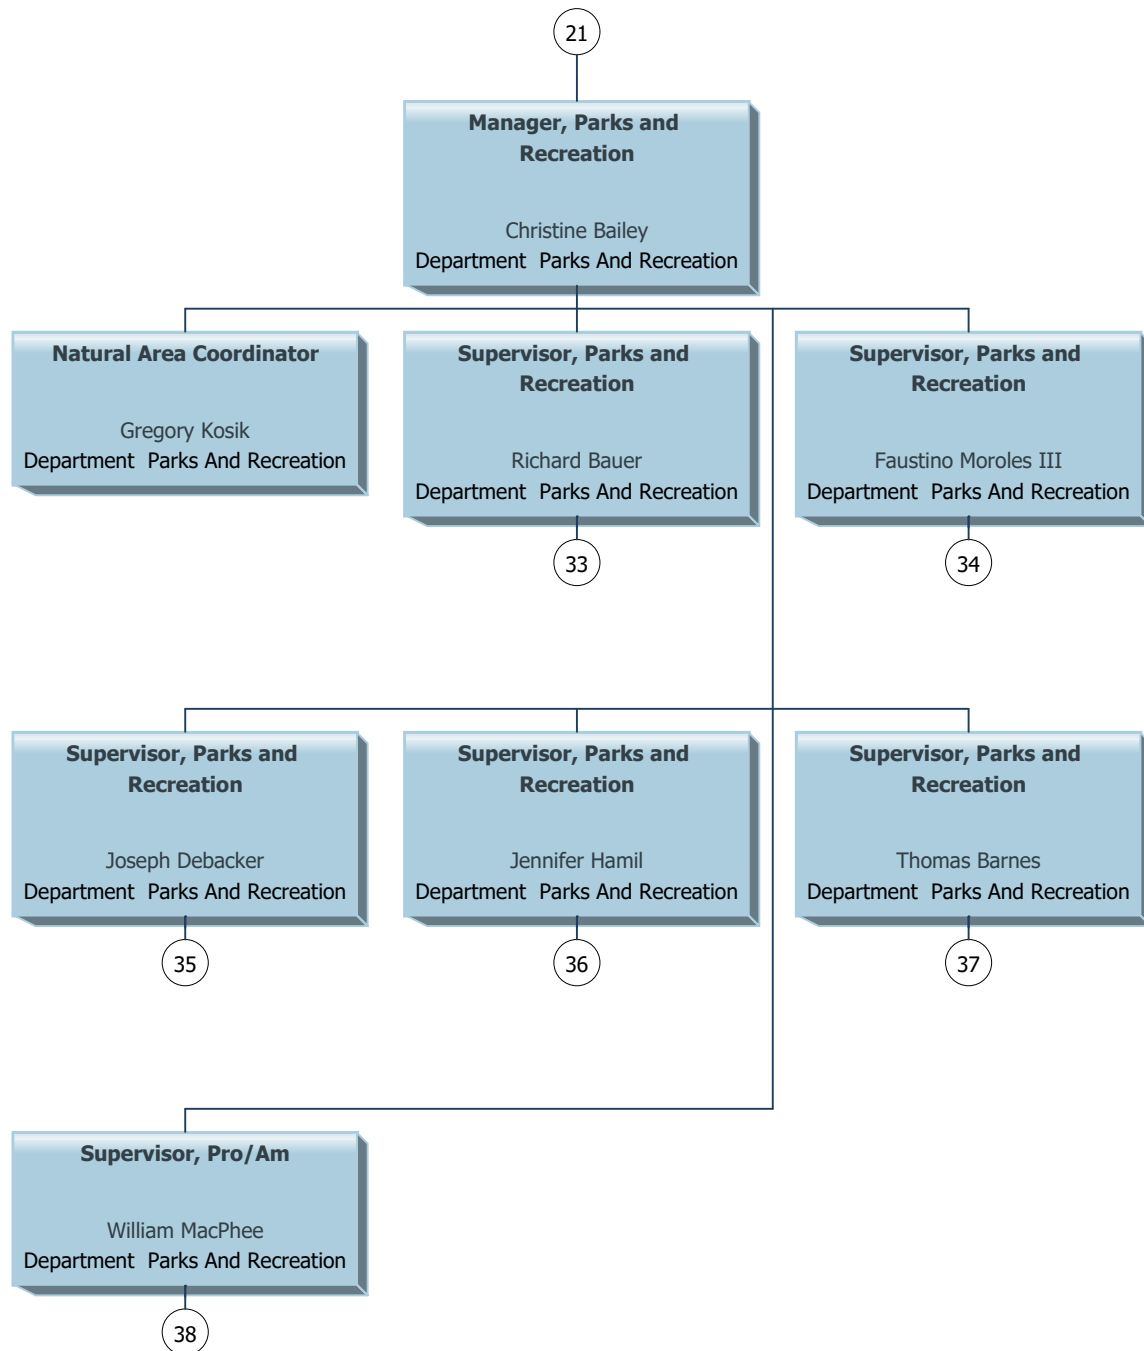 21
Manager, Parks and
Recreation
Christine Bailey
Department  Parks And Recreation
Natural Area Coordinator
Gregory Kosik
Department  Parks And Recreation
Supervisor, Parks and
Recreation
Richard Bauer
Department  Parks And Recreation
33
Supervisor, Parks and
Recreation
Faustino Moroles III
Department  Parks And Recreation
34
Supervisor, Parks and
Recreation
Joseph Debacker
Department  Parks And Recreation
35
Supervisor, Parks and
Recreation
Jennifer Hamil
Department  Parks And Recreation
36
Supervisor, Parks and
Recreation
Thomas Barnes
Department  Parks And Recreation
37
Supervisor, Pro/Am
William MacPhee
Department  Parks And Recreation
38